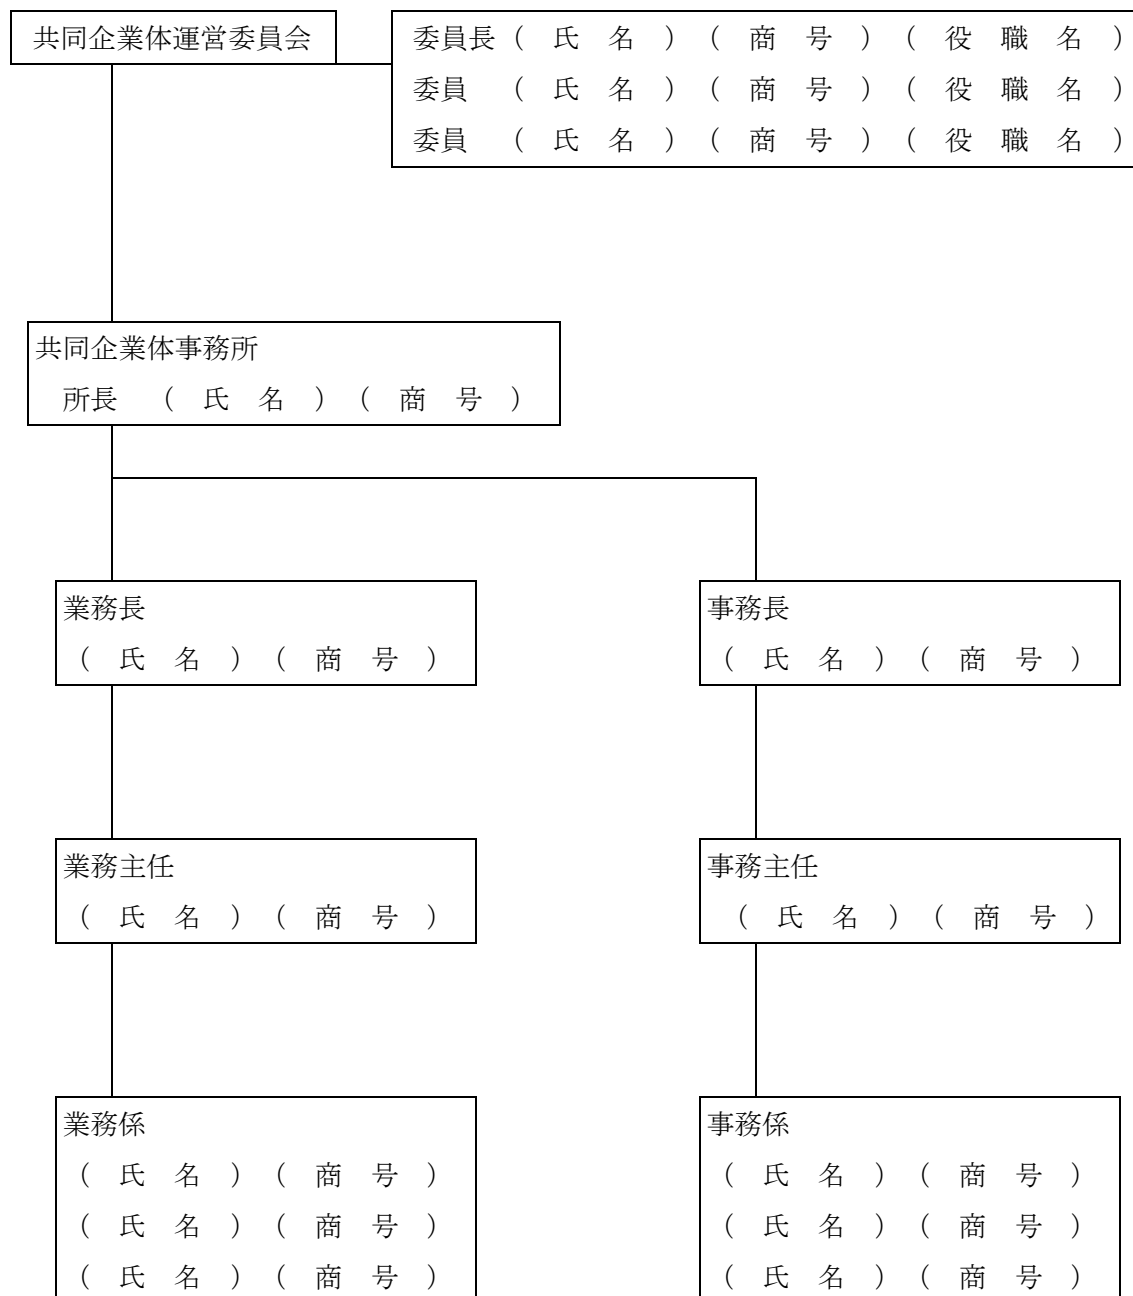 共同企業体運営委員会
委員長（　氏　名　）（　商　号　）（　役　職　名　）
委員　（　氏　名　）（　商　号　）（　役　職　名　）
委員　（　氏　名　）（　商　号　）（　役　職　名　）
共同企業体事務所
所長　（　氏　名　）（　商　号　）
業務長
（　氏　名　）（　商　号　）
事務長
（　氏　名　）（　商　号　）
業務主任
（　氏　名　）（　商　号　）
事務主任
（　氏　名　）（　商　号　）
業務係
（　氏　名　）（　商　号　）
（　氏　名　）（　商　号　）
（　氏　名　）（　商　号　）
事務係
（　氏　名　）（　商　号　）
（　氏　名　）（　商　号　）
（　氏　名　）（　商　号　）